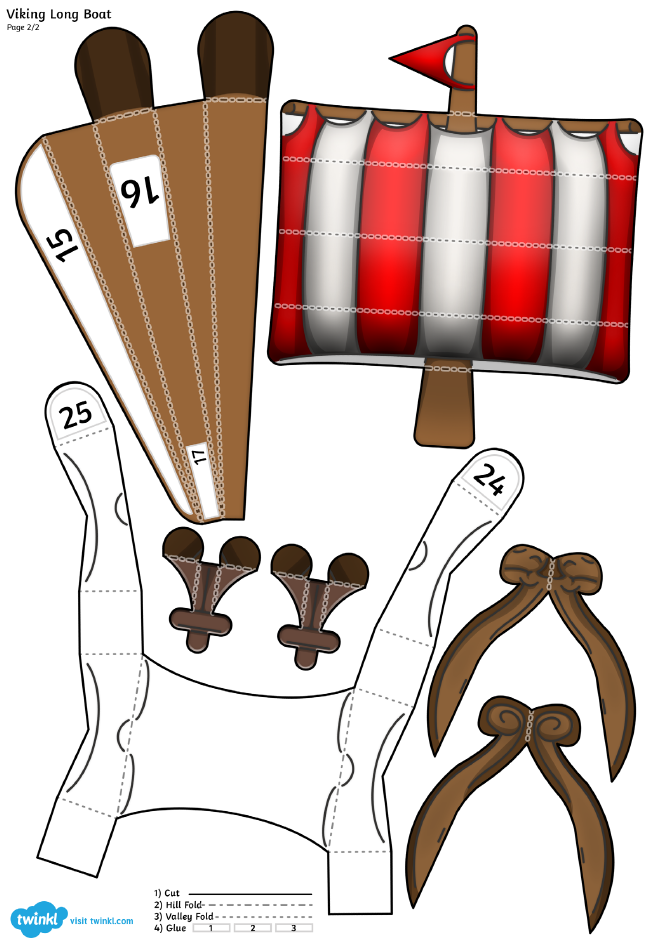 Viking Long Boat
Page 2/2
16
15
17
25
24
1) Cut
2) Hill Fold
3) Valley Fold
4) Glue 1 2 3
twinkl visit twinkl.com